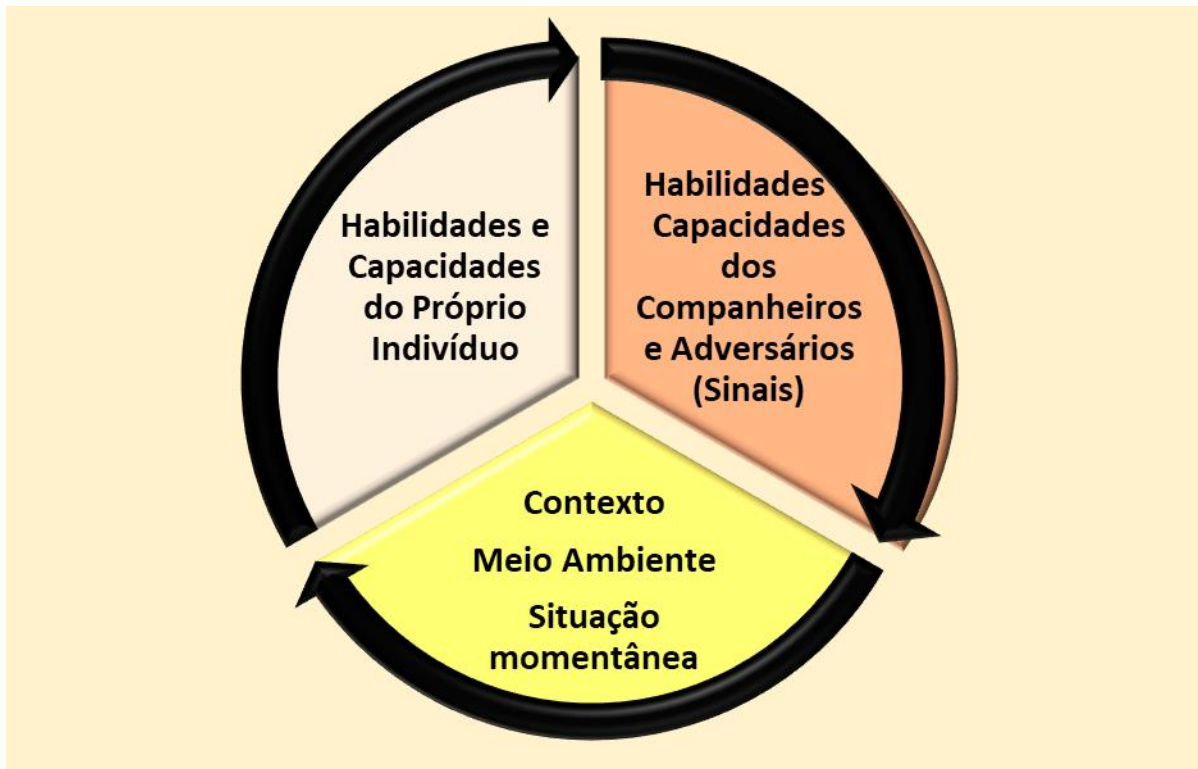 Habilidades e
Capacidades
do Próprio
Indivíduo
Habilidades
Capacidades
dos
Companheiros
e Adversários
(Sinais)
Contexto
Meio Ambiente
Situação
momentânea